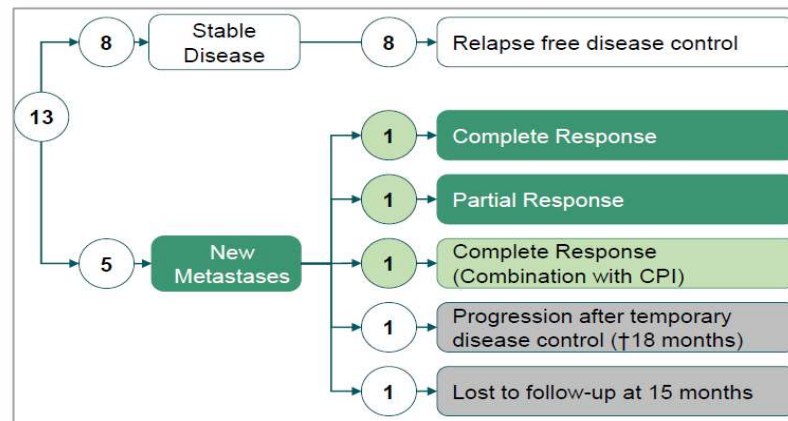 8
Stable
Disease
8
Relapse free disease control
13
1
Complete Response
1
Partial Response
5
New
Metastases
1
Complete Response
(Combination with CPI)
1
Progression after temporary
disease control (†18 months)
1
Lost to follow-up at 15 months